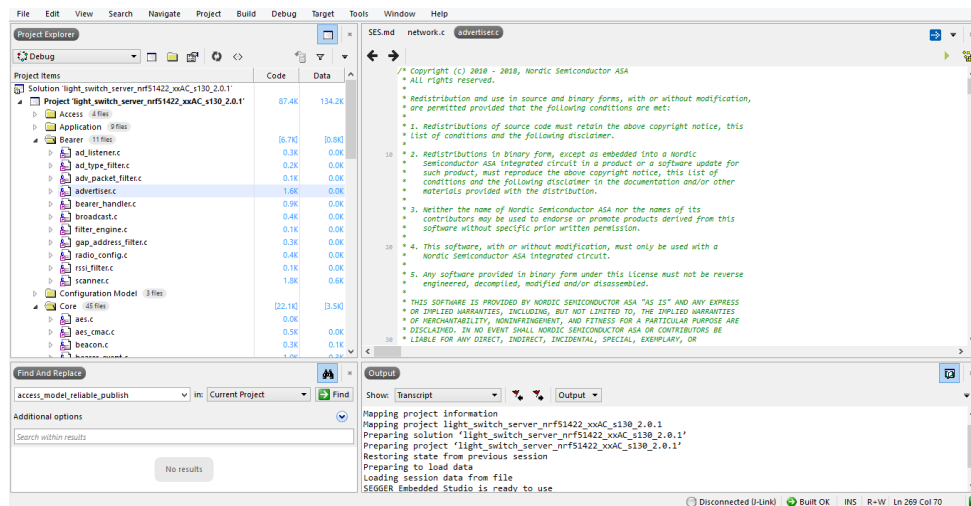 File Edit View Search Navigate Project Build Debug Target Tools Window Help
Project Explorer
Debug
Project Items Code Data
Solution 'light_switch_server_nrf51422_xxAC_s130_2.0.1'
Project 'light_switch_server_nrf51422_xxAC_s130_2.0.1' 87.4K 134.2K
Access 4 files
Application 9 files
Bearer 11 files [6.7K] [0.8K]
ad_listener.c 0.3K 0.0K
ad_type_filter.c 0.2K 0.0K
adv_packet_filter.c 0.1K 0.0K
advertiser.c 1.6K 0.0K
bearer_handler.c 0.9K 0.0K
broadcast.c 0.4K 0.0K
filter_engine.c 0.1K 0.0K
gap_address_filter.c 0.3K 0.0K
radio_config.c 0.4K 0.0K
rssi_filter.c 0.1K 0.0K
scanner.c 1.8K 0.6K
Configuration Model 3 files
Core 45 files [22.1K] [3.5K]
aes.c 0.0K
aes_cmac.c 0.5K 0.0K
beacon.c 0.3K 0.1K
SES.md network.c advertiser.c
/* Copyright (c) 2010 - 2018, Nordic Semiconductor ASA
* All rights reserved.
*
* Redistribution and use in source and binary forms, with or without modification,
* are permitted provided that the following conditions are met:
*
* 1. Redistributions of source code must retain the above copyright notice, this
* list of conditions and the following disclaimer.
*
10 * 2. Redistributions in binary form, except as embedded into a Nordic
* Semiconductor ASA integrated circuit in a product or a software update for
* such product, must reproduce the above copyright notice, this list of
* conditions and the following disclaimer in the documentation and/or other
* materials provided with the distribution.
*
* 3. Neither the name of Nordic Semiconductor ASA nor the names of its
* contributors may be used to endorse or promote products derived from this
* software without specific prior written permission.
*
20 * 4. This software, with or without modification, must only be used with a
* Nordic Semiconductor ASA integrated circuit.
*
* 5. Any software provided in binary form under this license must not be reverse
* engineered, decompiled, modified and/or disassembled.
*
* THIS SOFTWARE IS PROVIDED BY NORDIC SEMICONDUCTOR ASA "AS IS" AND ANY EXPRESS
* OR IMPLIED WARRANTIES, INCLUDING, BUT NOT LIMITED TO, THE IMPLIED WARRANTIES
* OF MERCHANTABILITY, NONINFRINGEMENT, AND FITNESS FOR A PARTICULAR PURPOSE ARE
* DISCLAIMED. IN NO EVENT SHALL NORDIC SEMICONDUCTOR ASA OR CONTRIBUTORS BE
30 * LIABLE FOR ANY DIRECT, INDIRECT, INCIDENTAL, SPECIAL, EXEMPLARY, OR
Find And Replace
access_model_reliable_publish in: Current Project Find
Additional options
Search within results
No results
Output
Show: Transcript Output
Mapping project information
Mapping project light_switch_server_nrf51422_xxAC_s130_2.0.1
Preparing solution 'light_switch_server_nrf51422_xxAC_s130_2.0.1'
Preparing project 'light_switch_server_nrf51422_xxAC_s130_2.0.1'
Restoring state from previous session
Preparing to load data
Loading session data from file
SEGGER Embedded Studio is ready to use
Disconnected (J-Link) Built OK INS R+W Ln 269 Col 70